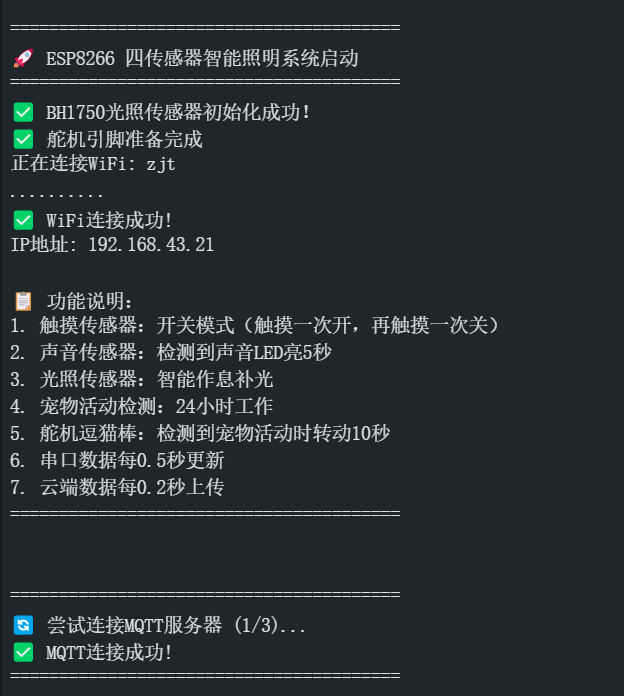 ========================================
🚀 ESP8266 四传感器智能照明系统启动
========================================
✅ BH1750光照传感器初始化成功!
✅ 舵机引脚准备完成
正在连接WiFi: zjt
..........
✅ WiFi连接成功!
IP地址: 192.168.43.21
📋 功能说明:
1. 触摸传感器: 开关模式（触摸一次开，再触摸一次关）
2. 声音传感器: 检测到声音LED亮5秒
3. 光照传感器: 智能作息补光
4. 宠物活动检测: 24小时工作
5. 舵机逗猫棒: 检测到宠物活动时转动10秒
6. 串口数据每0.5秒更新
7. 云端数据每0.2秒上传
========================================
========================================
🔄 尝试连接MQTT服务器 (1/3)...
✅ MQTT连接成功!
========================================